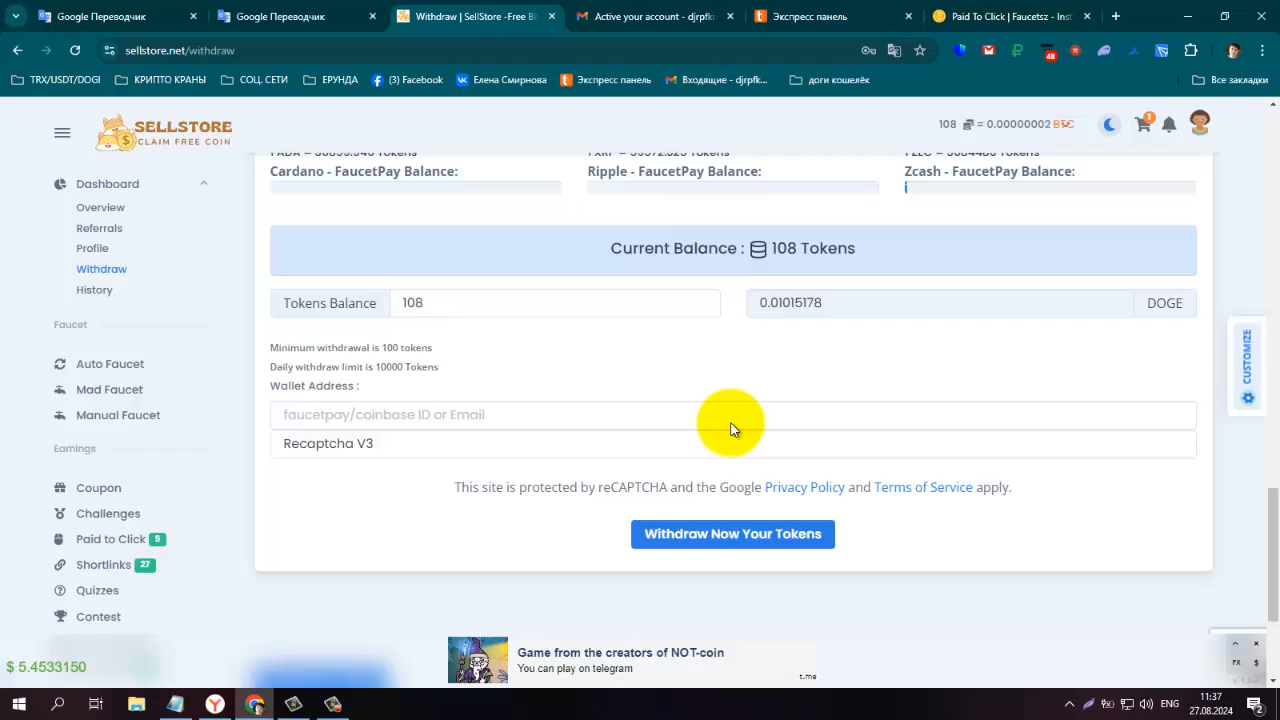 Google Переводчик
Google Переводчик
Withdraw | SellStore -Free Bi
Active your account - djrpfk
Экспресс панель
Paid To Click | Faucetsz - Inst
sellstore.net/withdraw
TRX/USDT/DOGI
КРИПТО КРАНЫ
СОЦ. СЕТИ
ЕРУНДА
(3) Facebook
Елена Смирнова
Экспресс панель
Входящие - djrpfk...
доги кошелёк
Все закладки
48
SELLSTORE
CLAIM FREE COIN
108 = 0.00000002 BTC
1
Cardano - FaucetPay Balance:
Ripple - FaucetPay Balance:
Zcash - FaucetPay Balance:
Dashboard
Overview
Referrals
Profile
Withdraw
History
Faucet
Auto Faucet
Mad Faucet
Manual Faucet
Earnings
Coupon
Challenges
Paid to Click 5
Shortlinks 27
Quizzes
Contest
$ 5.4533150
Current Balance : 108 Tokens
Tokens Balance 108
0.01015178 DOGE
Minimum withdrawal is 100 tokens
Daily withdraw limit is 10000 Tokens
Wallet Address :
faucetpay/coinbase ID or Email
Recaptcha V3
This site is protected by reCAPTCHA and the Google Privacy Policy and Terms of Service apply.
Withdraw Now Your Tokens
CUSTOMIZE
Game from the creators of NOT-coin
You can play on telegram
t.me
FX $
ENG
11:37
27.08.2024
2